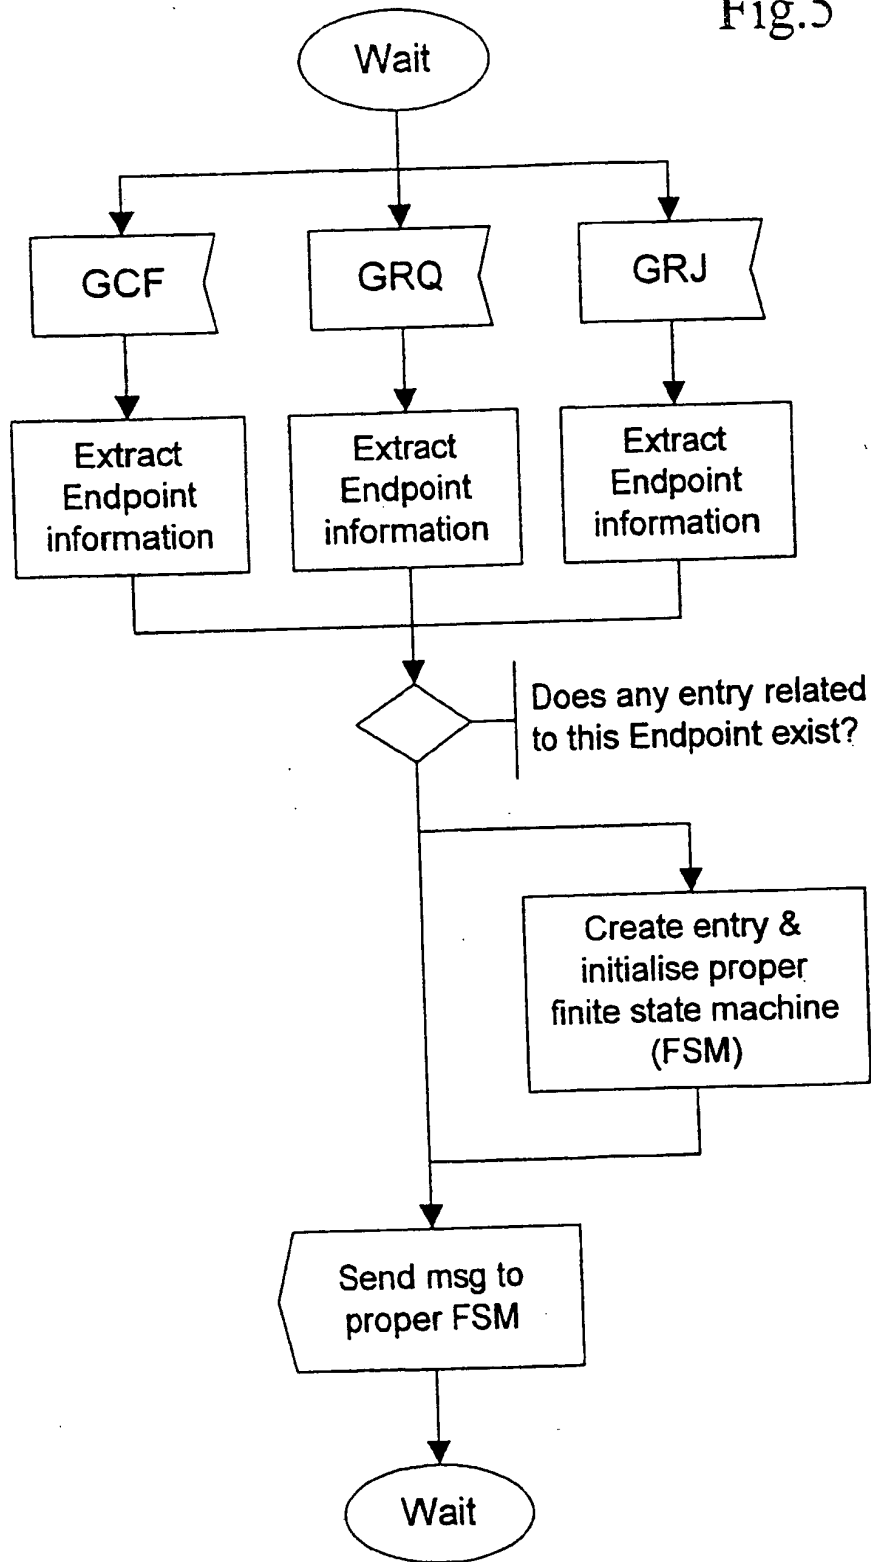 Fig.5
Wait
GCF
GRQ
GRJ
Extract
Endpoint
information
Extract
Endpoint
information
Extract
Endpoint
information
Does any entry related
to this Endpoint exist?
Create entry &
initialise proper
finite state machine
(FSM)
Send msg to
proper FSM
Wait